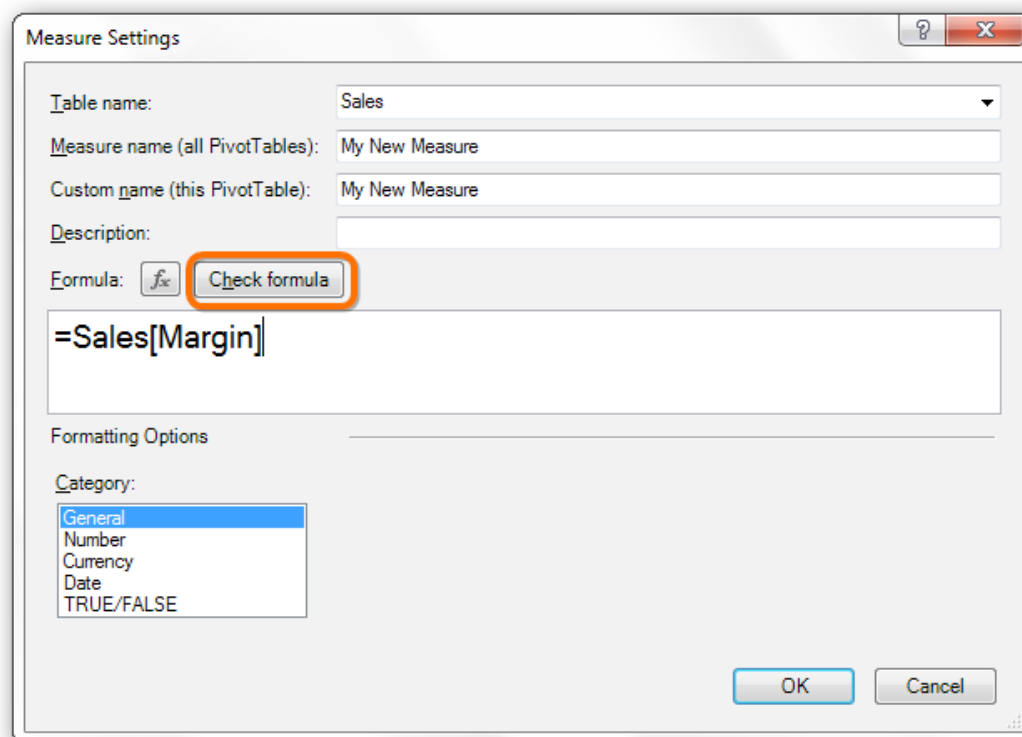 Measure Settings
Table name: Sales
Measure name (all PivotTables): My New Measure
Custom name (this PivotTable): My New Measure
Description:
Formula: fx Check formula
=Sales[Margin]
Formatting Options
Category:
General
Number
Currency
Date
TRUE/FALSE
OK Cancel